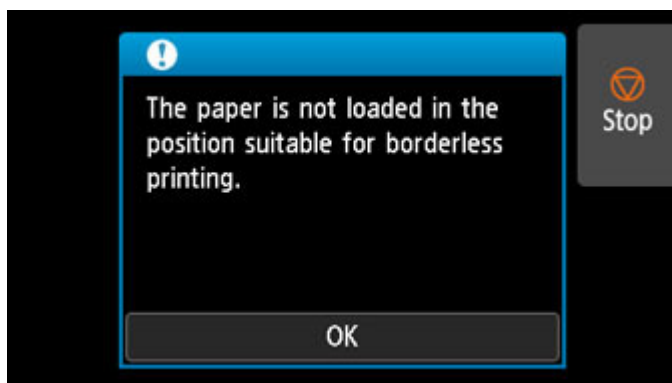 The paper is not loaded in the
position suitable for borderless
printing.
OK
Stop